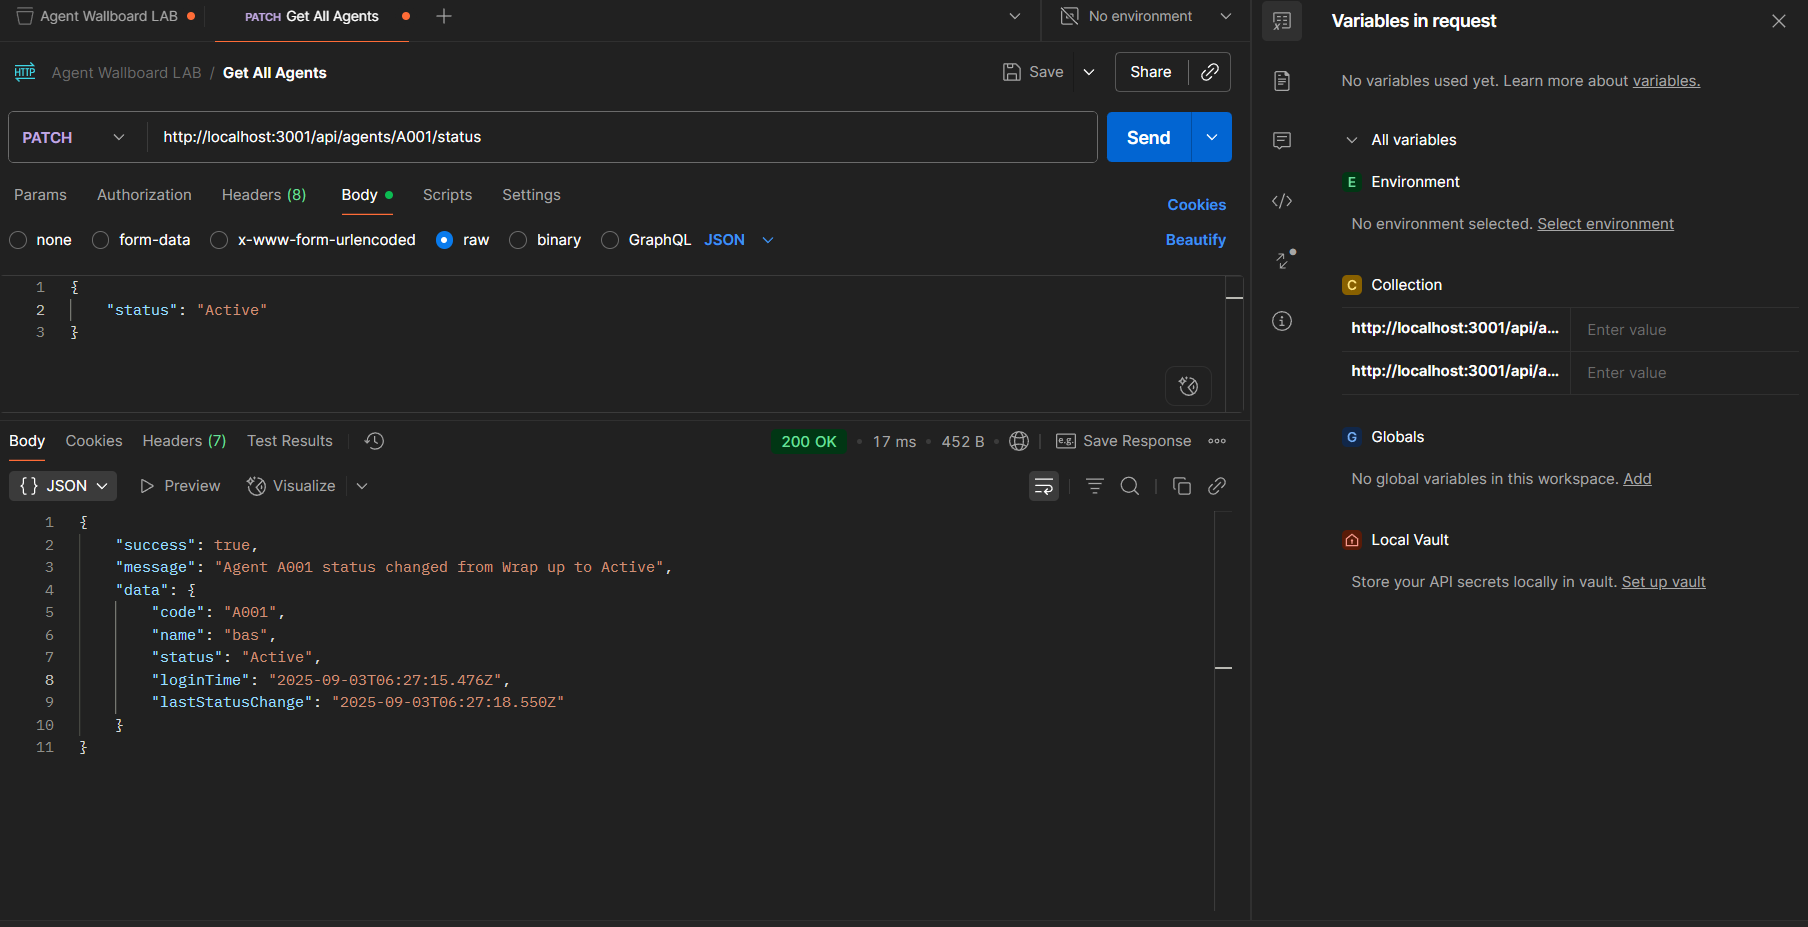 Agent Wallboard LAB
PATCH Get All Agents
No environment
Variables in request
HTTP Agent Wallboard LAB / Get All Agents
Save
Share
No variables used yet. Learn more about variables.
PATCH
http://localhost:3001/api/agents/A001/status
Send
All variables
E Environment
No environment selected. Select environment
Params
Authorization
Headers (8)
Body
Scripts
Settings
Cookies
none
form-data
x-www-form-urlencoded
raw
binary
GraphQL
JSON
Beautify
1 {
2 "status": "Active"
3 }
C Collection
http://localhost:3001/api/a... Enter value
http://localhost:3001/api/a... Enter value
G Globals
No global variables in this workspace. Add
Local Vault
Store your API secrets locally in vault. Set up vault
Body
Cookies
Headers (7)
Test Results
200 OK
17 ms
452 B
e.g. Save Response
{} JSON
Preview
Visualize
1 {
2 "success": true,
3 "message": "Agent A001 status changed from Wrap up to Active",
4 "data": {
5 "code": "A001",
6 "name": "bas",
7 "status": "Active",
8 "loginTime": "2025-09-03T06:27:15.476Z",
9 "lastStatusChange": "2025-09-03T06:27:18.550Z"
10 }
11 }